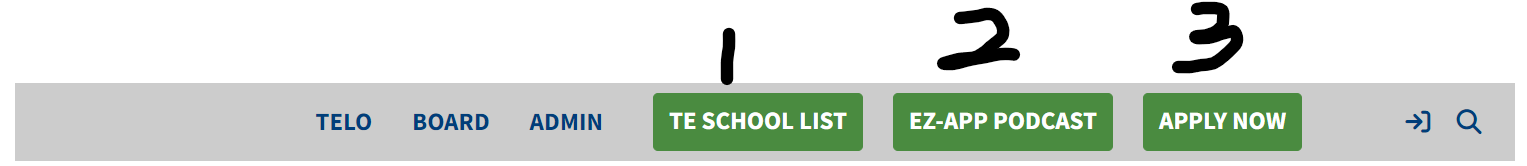 1 2 3
TELO BOARD ADMIN TE SCHOOL LIST EZ-APP PODCAST APPLY NOW